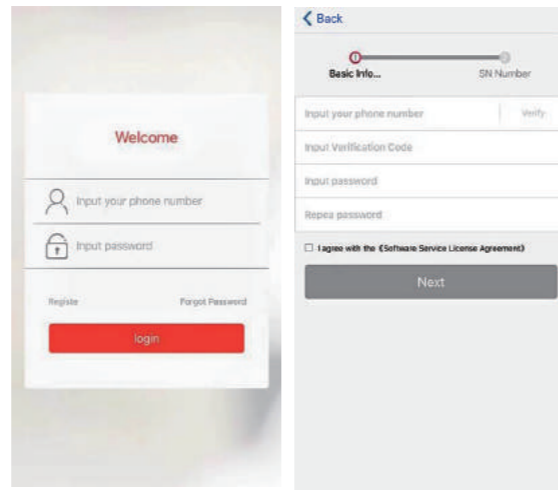 Welcome
Input your phone number
Input password
Registe
Forgot Password
login
Back
1
Basic Info...
SN Number
Input your phone number
Verify
Input Verification Code
Input password
Repea password
I agree with the 《Software Service License Agreement》
Next